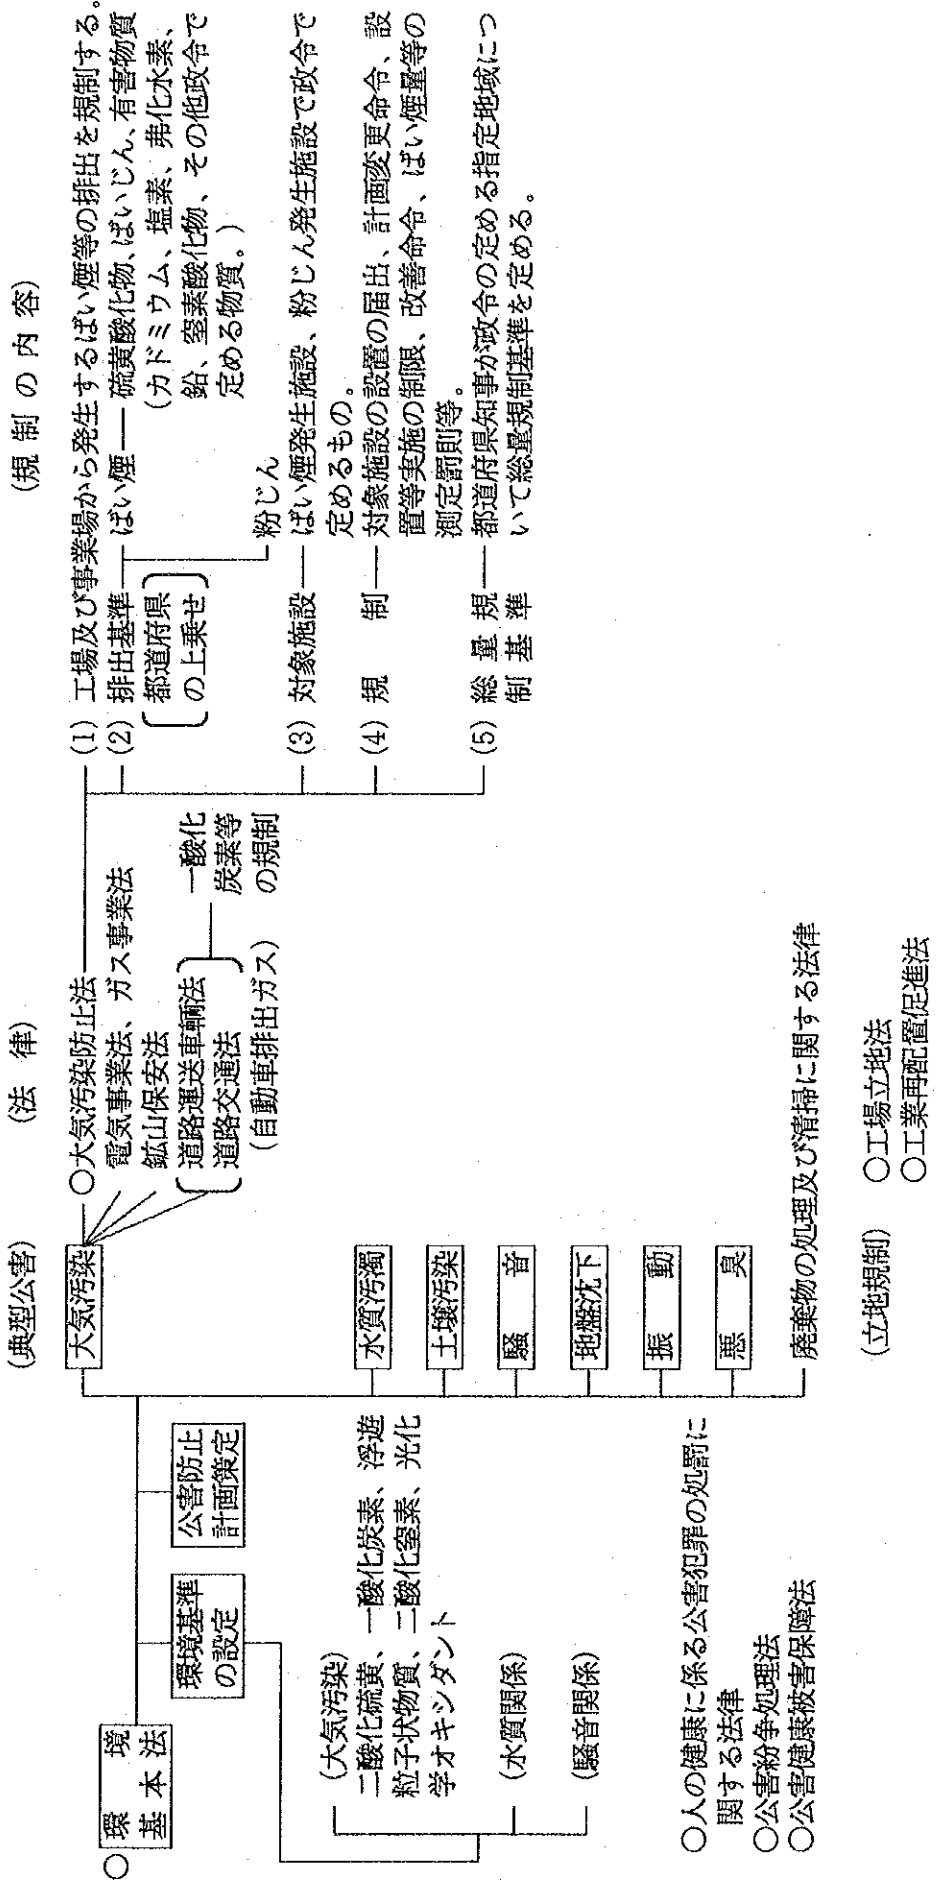 (典型公害)
(法　律)
(規 制 の 内 容)
○環　境
基 本 法
環境基準
の設定
公害防止
計画策定
(大気汚染)
二酸化硫黄、一酸化炭素、浮遊
粒子状物質、二酸化窒素、光化
学オキシダント
(水質関係)
(騒音関係)
○人の健康に係る公害犯罪の処罰に
関する法律
○公害紛争処理法
○公害健康被害保障法
大気汚染
水質汚濁
土壌汚染
騒　音
地盤沈下
振　動
悪　臭
廃棄物の処理及び清掃に関する法律
(立地規制)
○工場立地法
○工業再配置促進法
○大気汚染防止法
電気事業法、ガス事業法
鉱山保安法
道路運送車輌法
道路交通法
(自動車排出ガス)
一酸化
炭素等
の規制
(1) 工場及び事業場から発生するばい煙等の排出を規制する。
(2) 排出基準
都道府県
の上乗せ
ばい煙―硫黄酸化物、ばいじん、有害物質
(カドミウム、塩素、弗化水素、
鉛、窒素酸化物、その他政令で
定める物質。)
粉じん
(3) 対象施設―ばい煙発生施設、粉じん発生施設で政令で
定めるもの。
(4) 規　制―対象施設の設置の届出、計画変更命令、設
置等実施の制限、改善命令、ばい煙量等の
測定罰則等。
(5) 総 量 規―都道府県知事が政令の定める指定地域につ
制 基 準　いて総量規制基準を定める。